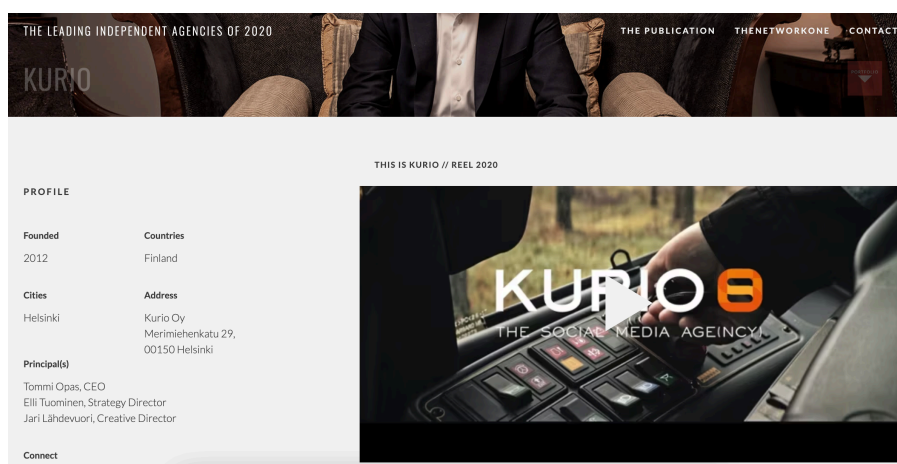 THE LEADING INDEPENDENT AGENCIES OF 2020
THE PUBLICATION THENETWORKONE CONTACT
KURIO
THIS IS KURIO // REEL 2020
PROFILE
Founded Countries
2012 Finland
Cities Address
Helsinki Kurio Oy
Merimiehenkatu 29,
00150 Helsinki
Principal(s)
Tommi Opas, CEO
Elli Tuominen, Strategy Director
Jari Lähdevuori, Creative Director
Connect
KURIO
THE SOCIAL MEDIA AGE(NCY)